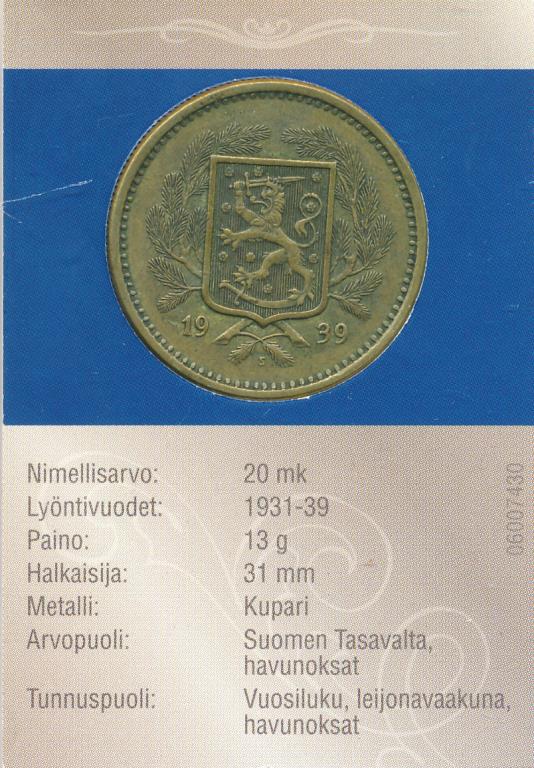 19 39
S
Nimellisarvo: 20 mk
Lyöntivuodet: 1931-39
Paino: 13 g
Halkaisija: 31 mm
Metalli: Kupari
Arvopuoli: Suomen Tasavalta,
havunoksat
Tunnuspuoli: Vuosiluku, leijonavaakuna,
havunoksat
06007430